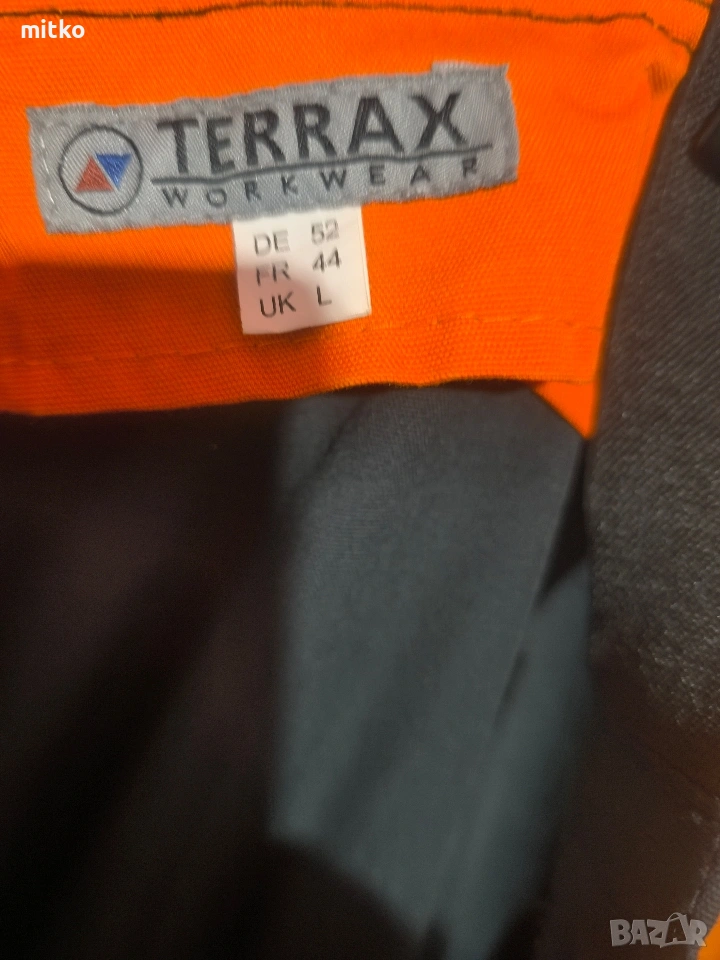 mitko
TERRAX
WORKWEAR
DE 52
FR 44
UK L
BAZAR